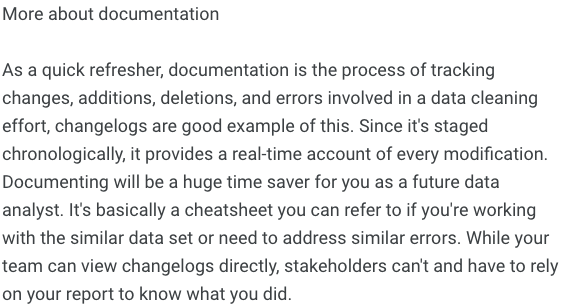 More about documentation
As a quick refresher, documentation is the process of tracking
changes, additions, deletions, and errors involved in a data cleaning
effort, changelogs are good example of this. Since it's staged
chronologically, it provides a real-time account of every modification.
Documenting will be a huge time saver for you as a future data
analyst. It's basically a cheatsheet you can refer to if you're working
with the similar data set or need to address similar errors. While your
team can view changelogs directly, stakeholders can't and have to rely
on your report to know what you did.